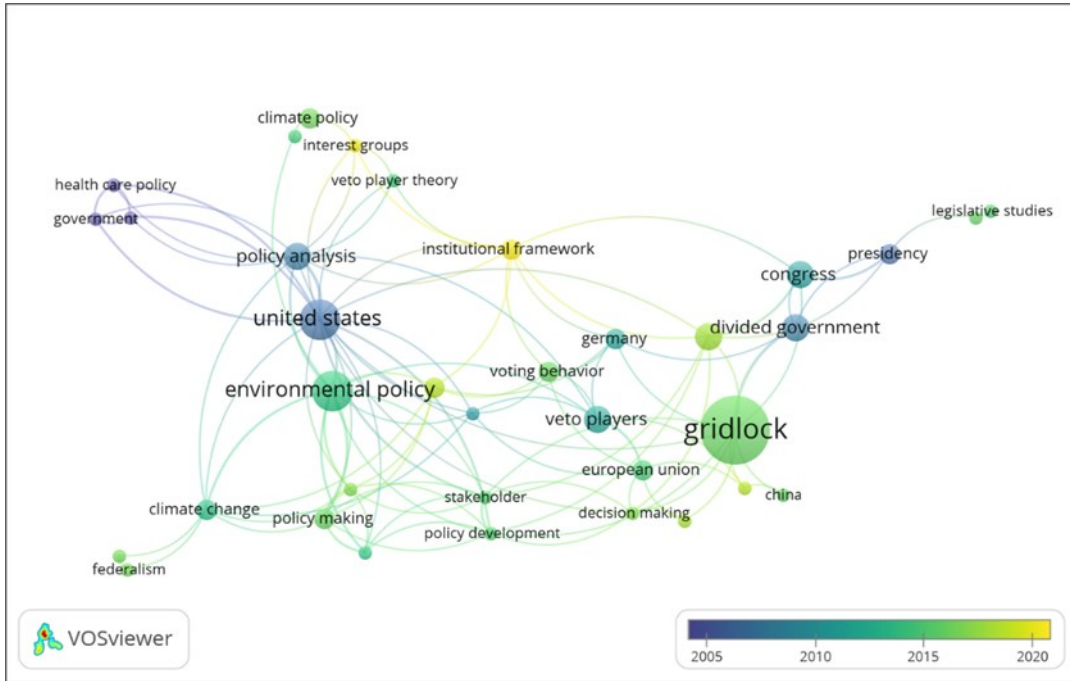 climate policy
interest groups
veto player theory
health care policy
government
legislative studies
policy analysis
institutional framework
presidency
congress
united states
divided government
germany
voting behavior
environmental policy
veto players
gridlock
european union
china
stakeholder
climate change
policy making
decision making
policy development
federalism
VOSviewer
2005 2010 2015 2020